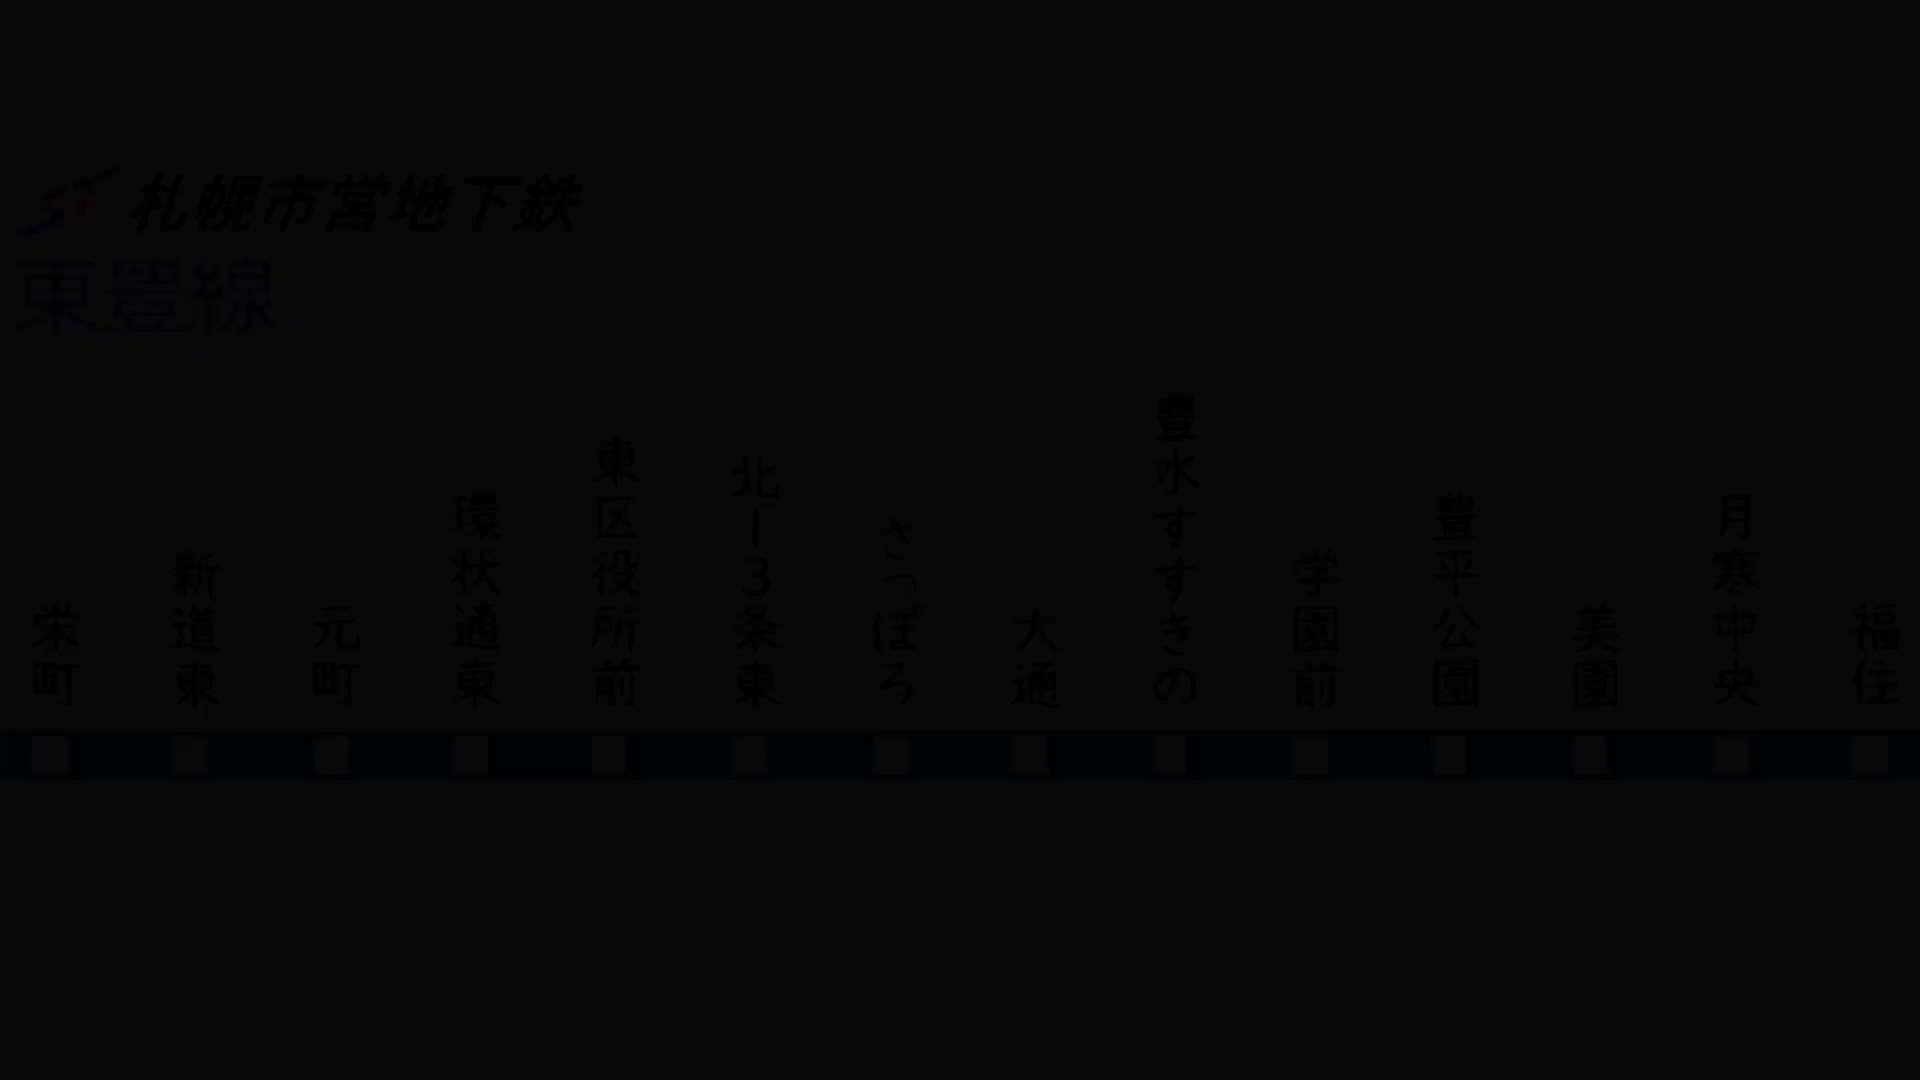 ST 札幌市営地下鉄
東豊線
栄町
新道東
元町
環状通東
東区役所前
北13条東
さっぽろ
大通
豊水すすきの
学園前
豊平公園
美園
月寒中央
福住